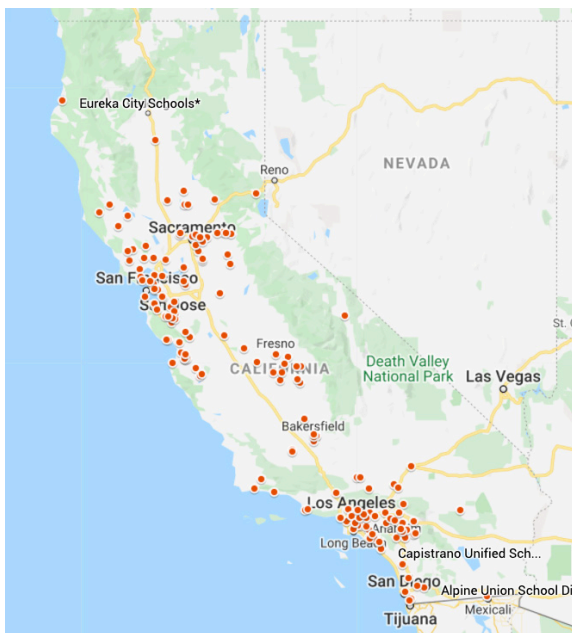 Eureka City Schools*
Reno
NEVADA
Sacramento
San Francisco
San Jose
St. G
Fresno
Death Valley
National Park
CALIFORNIA
Las Vegas
Bakersfield
Los Angeles
Anaheim
Long Beach
Capistrano Unified Sch...
San Diego
Alpine Union School Di
Mexicali
Tijuana